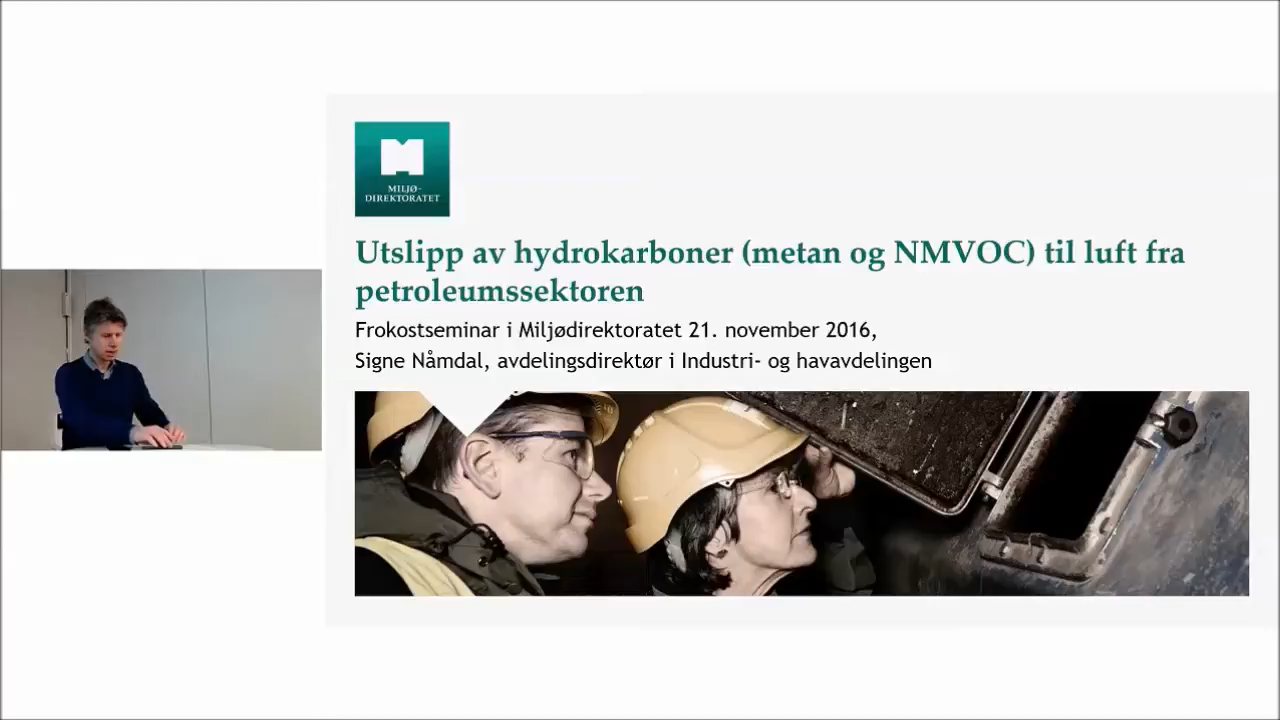 MILJØ-
DIREKTORATET
Utslipp av hydrokarboner (metan og NMVOC) til luft fra
petroleumssektoren
Frokostseminar i Miljødirektoratet 21. november 2016,
Signe Nåmdal, avdelingsdirektør i Industri- og havavdelingen